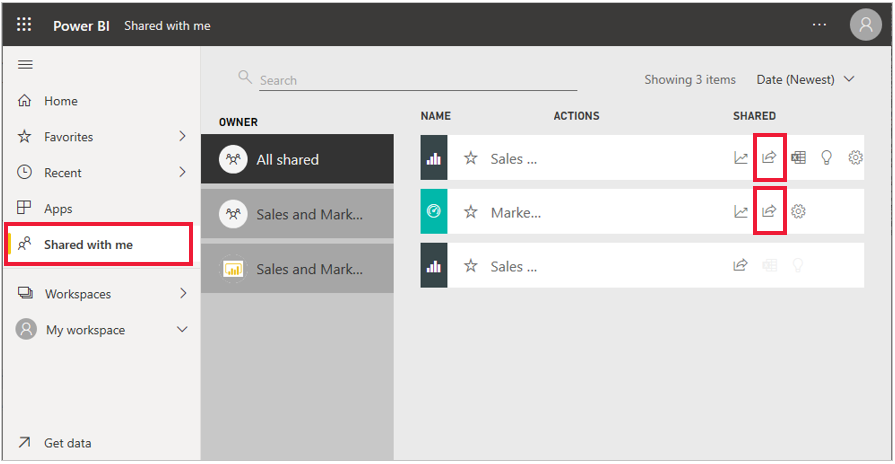 Power BI Shared with me ...
Search
Showing 3 items Date (Newest)
Home
Favorites
Recent
Apps
Shared with me
Workspaces
My workspace
Get data
OWNER
All shared
Sales and Mark...
Sales and Mark...
NAME ACTIONS SHARED
Sales ...
Marke...
Sales ...